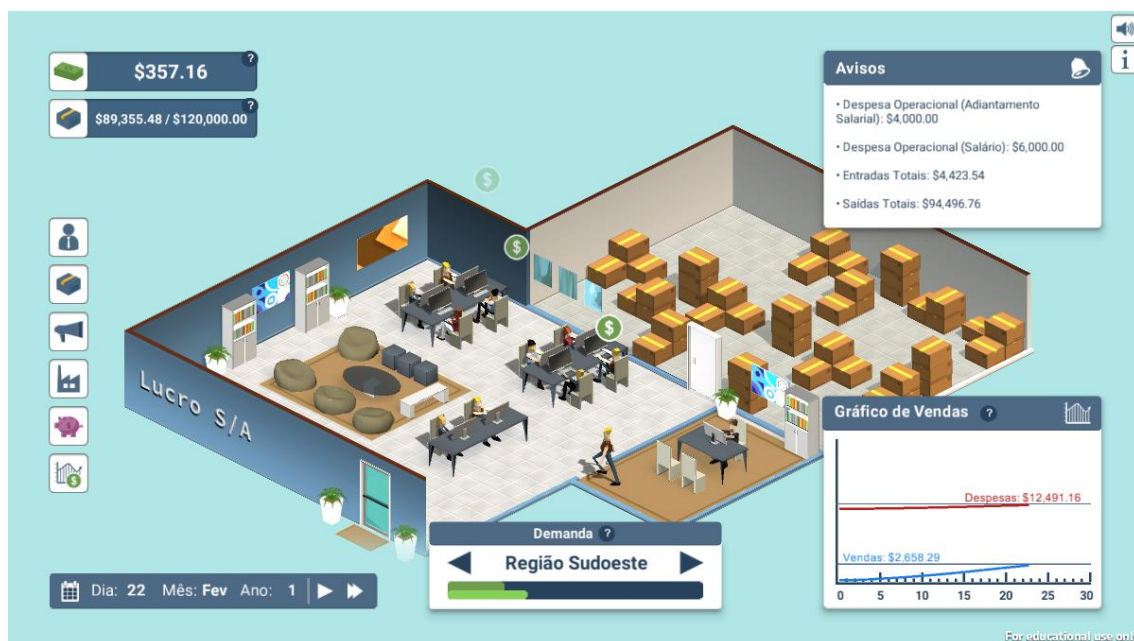 $357.16
?
$89,355.48 / $120,000.00
?
Avisos
i
• Despesa Operacional (Adiantamento
Salarial): $4,000.00
• Despesa Operacional (Salário): $6,000.00
• Entradas Totais: $4,423.54
• Saídas Totais: $94,496.76
$
$
$
Lucro S/A
$
$
Gráfico de Vendas ?
Despesas: $12,491.16
Vendas: $2,658.29
0 5 10 15 20 25 30
Demanda ?
Região Sudoeste
Dia: 22 Mês: Fev Ano: 1
For educational use on